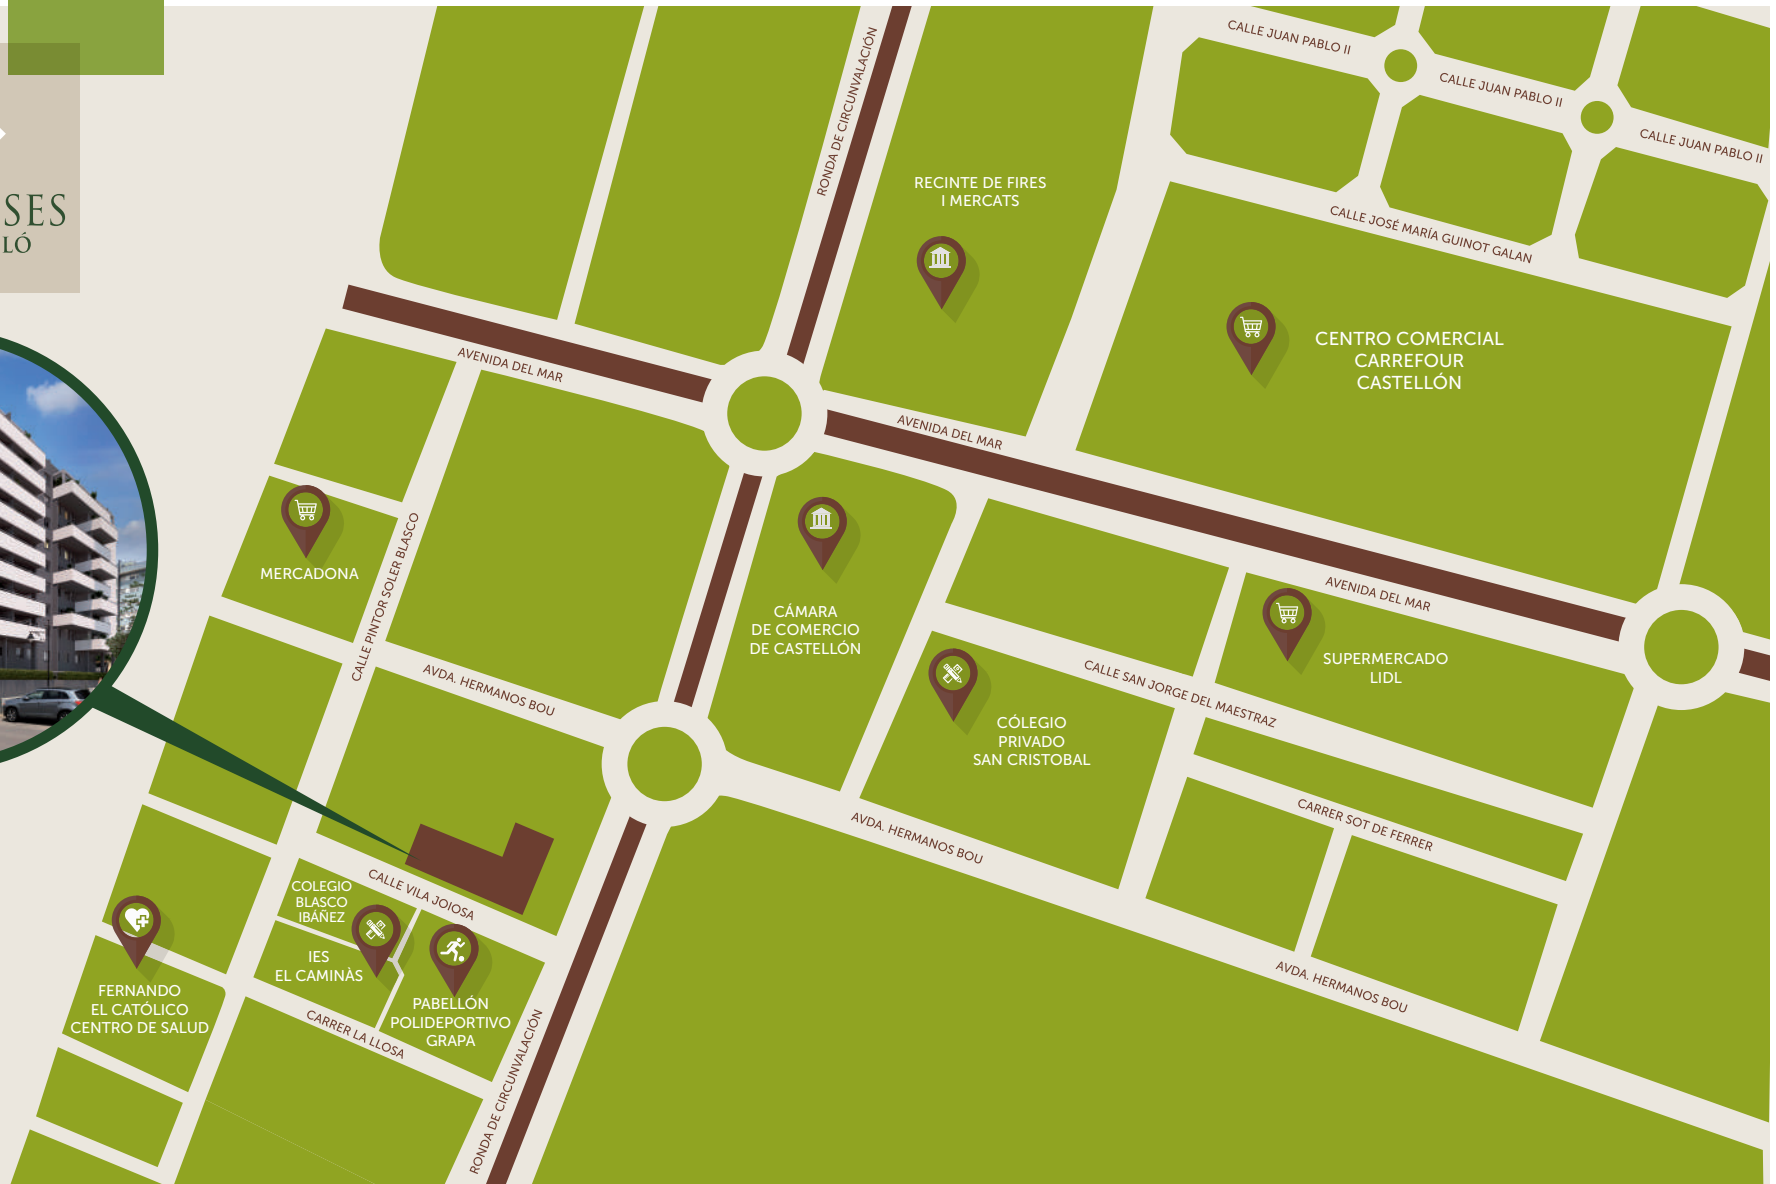 SES
LÓ
CALLE JUAN PABLO II
CALLE JUAN PABLO II
CALLE JUAN PABLO II
RONDA DE CIRCUNVALACIÓN
RECINTE DE FIRES
I MERCATS
CALLE JOSÉ MARÍA GUINOT GALAN
CENTRO COMERCIAL
CARREFOUR
CASTELLÓN
AVENIDA DEL MAR
AVENIDA DEL MAR
MERCADONA
CALLE PINTOR SOLER BLASCO
CÁMARA
DE COMERCIO
DE CASTELLÓN
AVENIDA DEL MAR
SUPERMERCADO
LIDL
AVDA. HERMANOS BOU
CALLE SAN JORGE DEL MAESTRAZ
CÓLEGIO
PRIVADO
SAN CRISTOBAL
CARRER SOT DE FERRER
AVDA. HERMANOS BOU
CALLE VILA JOIOSA
COLEGIO
BLASCO
IBÁÑEZ
IES
EL CAMINÀS
FERNANDO
EL CATÓLICO
CENTRO DE SALUD
PABELLÓN
POLIDEPORTIVO
GRAPA
CARRER LA LLOSA
AVDA. HERMANOS BOU
RONDA DE CIRCUNVALACIÓN